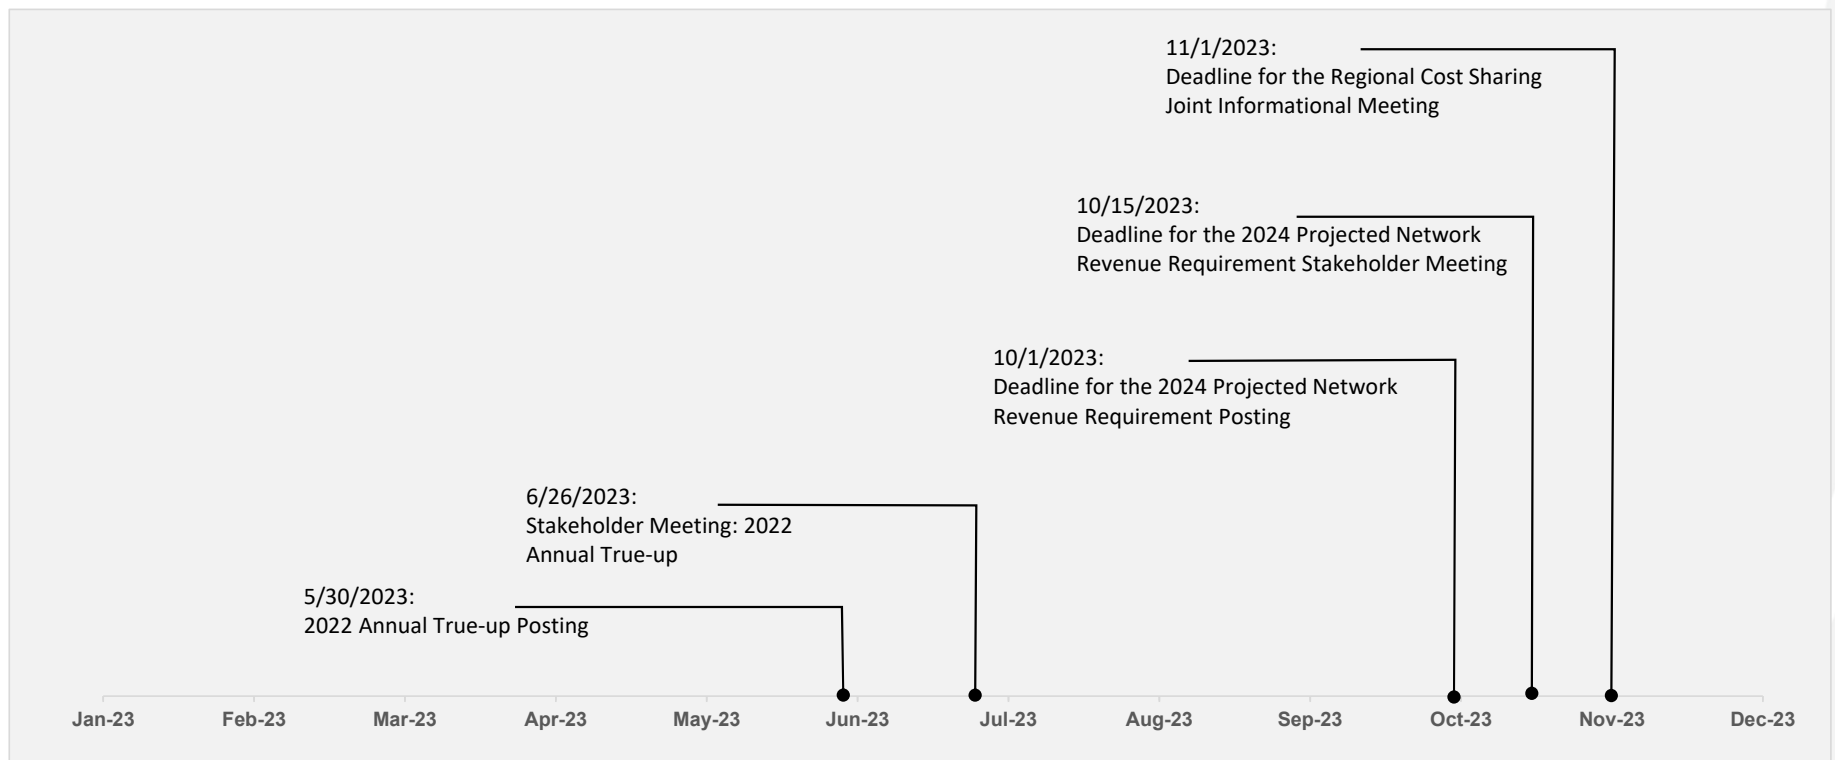 11/1/2023:
Deadline for the Regional Cost Sharing
Joint Informational Meeting
10/15/2023:
Deadline for the 2024 Projected Network
Revenue Requirement Stakeholder Meeting
10/1/2023:
Deadline for the 2024 Projected Network
Revenue Requirement Posting
6/26/2023:
Stakeholder Meeting: 2022
Annual True-up
5/30/2023:
2022 Annual True-up Posting
Jan-23 Feb-23 Mar-23 Apr-23 May-23 Jun-23 Jul-23 Aug-23 Sep-23 Oct-23 Nov-23 Dec-23